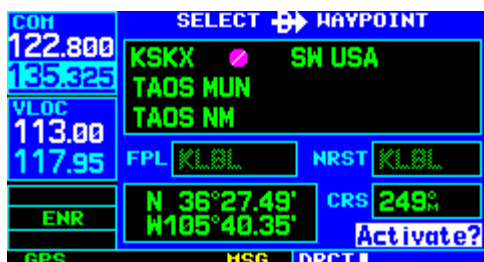 COM
SELECT D WAYPOINT
122.800
135.325
KSKX SW USA
TAOS MUN
TAOS NM
VLOC
113.00
117.95
FPL KLBL NRST KLBL
N 36°27.49'
W105°40.35'
CRS 249°M
ENR
Activate?
GPS MSG DRCT